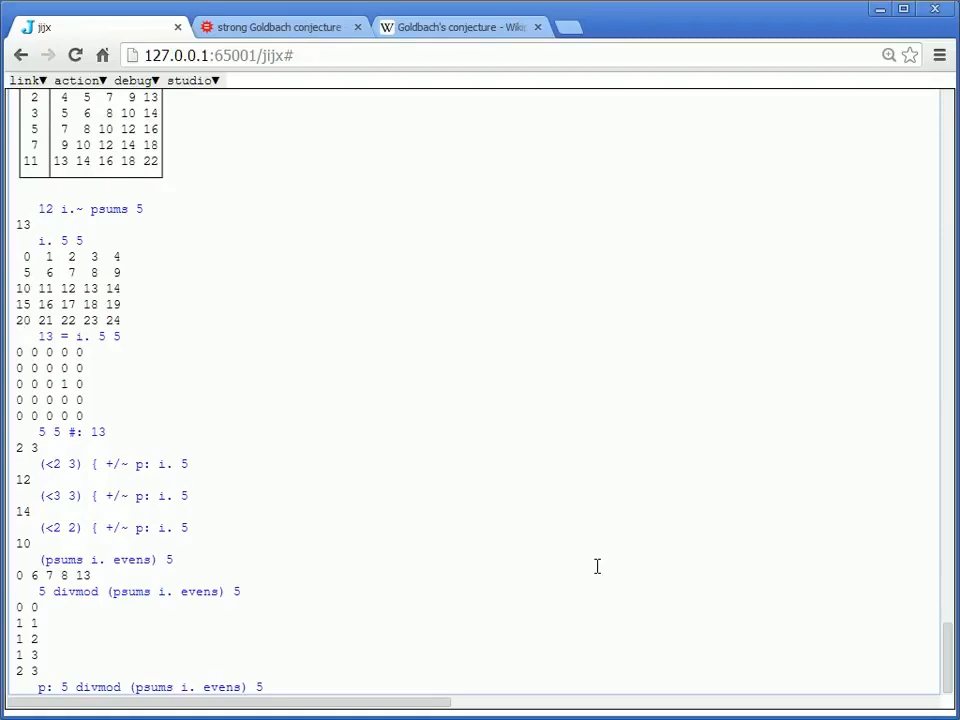 jijx
strong Goldbach conjecture
Goldbach's conjecture - Wiki
127.0.0.1:65001/jijx#
link▼ action▼ debug▼ studio▼
2 4 5 7 9 13
3 5 6 8 10 14
5 7 8 10 12 16
7 9 10 12 14 18
11 13 14 16 18 22
12 i.~ psums 5
13
i. 5 5
0 1 2 3 4
5 6 7 8 9
10 11 12 13 14
15 16 17 18 19
20 21 22 23 24
13 = i. 5 5
0 0 0 0 0
0 0 0 0 0
0 0 0 1 0
0 0 0 0 0
0 0 0 0 0
5 5 #: 13
2 3
(<2 3) { +/~ p: i. 5
12
(<3 3) { +/~ p: i. 5
14
(<2 2) { +/~ p: i. 5
10
(psums i. evens) 5
0 6 7 8 13
5 divmod (psums i. evens) 5
0 0
1 1
1 2
1 3
2 3
p: 5 divmod (psums i. evens) 5